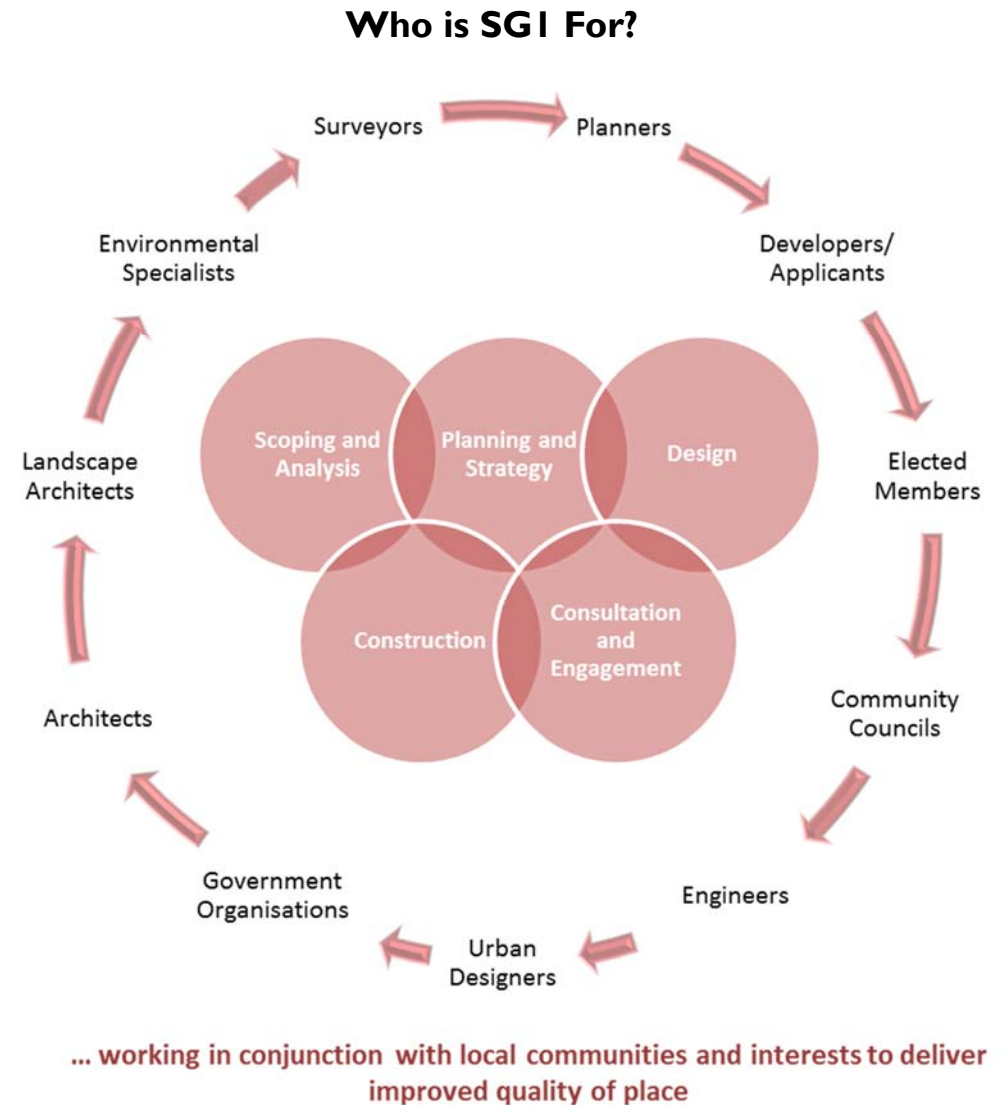 Who is SG1 For?
Surveyors
Planners
Developers/
Applicants
Elected
Members
Community
Councils
Engineers
Urban
Designers
Government
Organisations
Architects
Landscape
Architects
Environmental
Specialists
Scoping and
Analysis
Planning and
Strategy
Design
Construction
Consultation
and
Engagement
... working in conjunction with local communities and interests to deliver
improved quality of place